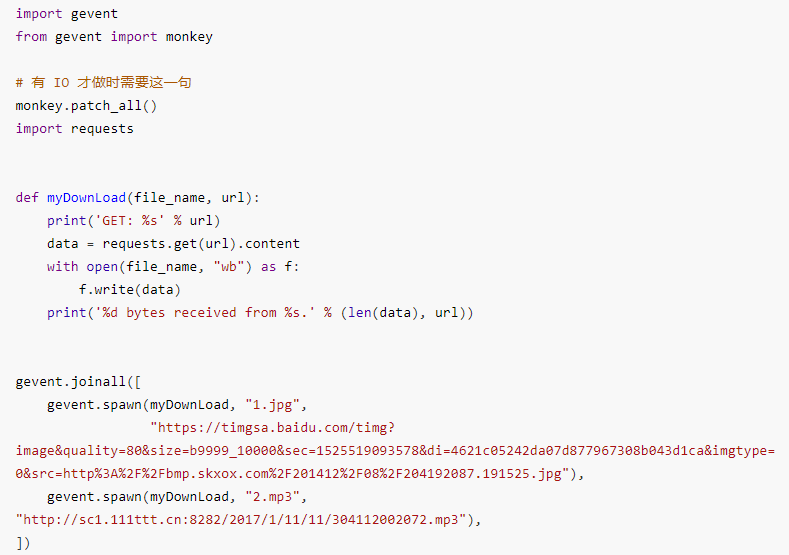 import gevent
from gevent import monkey
# 有 IO 才做时需要这一句
monkey.patch_all()
import requests
def myDownLoad(file_name, url):
    print('GET: %s' % url)
    data = requests.get(url).content
    with open(file_name, "wb") as f:
        f.write(data)
    print('%d bytes received from %s.' % (len(data), url))
gevent.joinall([
    gevent.spawn(myDownLoad, "1.jpg",
                 "https://timgsa.baidu.com/timg?
image&quality=80&size=b9999_10000&sec=1525519093578&di=4621c05242da07d877967308b043d1ca&imgtype=
0&src=http%3A%2F%2Fbmp.skxox.com%2F201412%2F08%2F204192087.191525.jpg"),
    gevent.spawn(myDownLoad, "2.mp3",
"http://sc1.111ttt.cn:8282/2017/1/11/11/304112002072.mp3"),
])